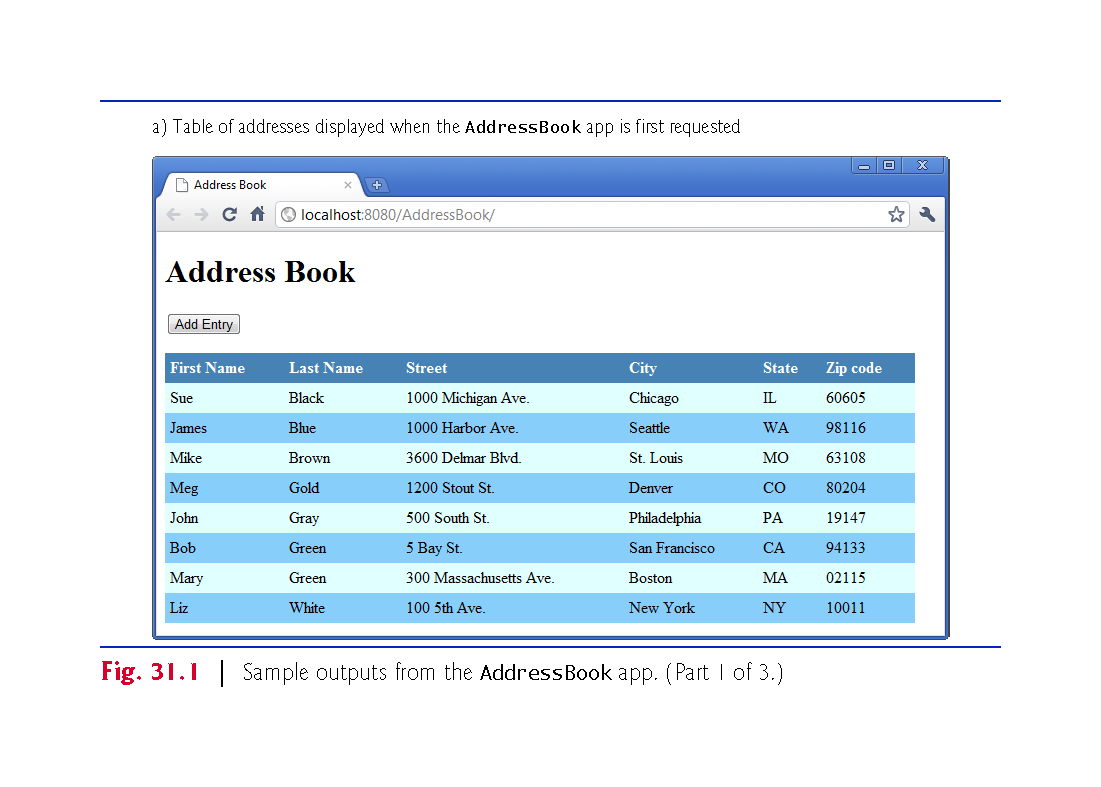 a) Table of addresses displayed when the AddressBook app is first requested
Address Book
localhost:8080/AddressBook/
Address Book
Add Entry
First Name Last Name Street City State Zip code
Sue Black 1000 Michigan Ave. Chicago IL 60605
James Blue 1000 Harbor Ave. Seattle WA 98116
Mike Brown 3600 Delmar Blvd. St. Louis MO 63108
Meg Gold 1200 Stout St. Denver CO 80204
John Gray 500 South St. Philadelphia PA 19147
Bob Green 5 Bay St. San Francisco CA 94133
Mary Green 300 Massachusetts Ave. Boston MA 02115
Liz White 100 5th Ave. New York NY 10011
Fig. 31.1 | Sample outputs from the AddressBook app. (Part 1 of 3.)